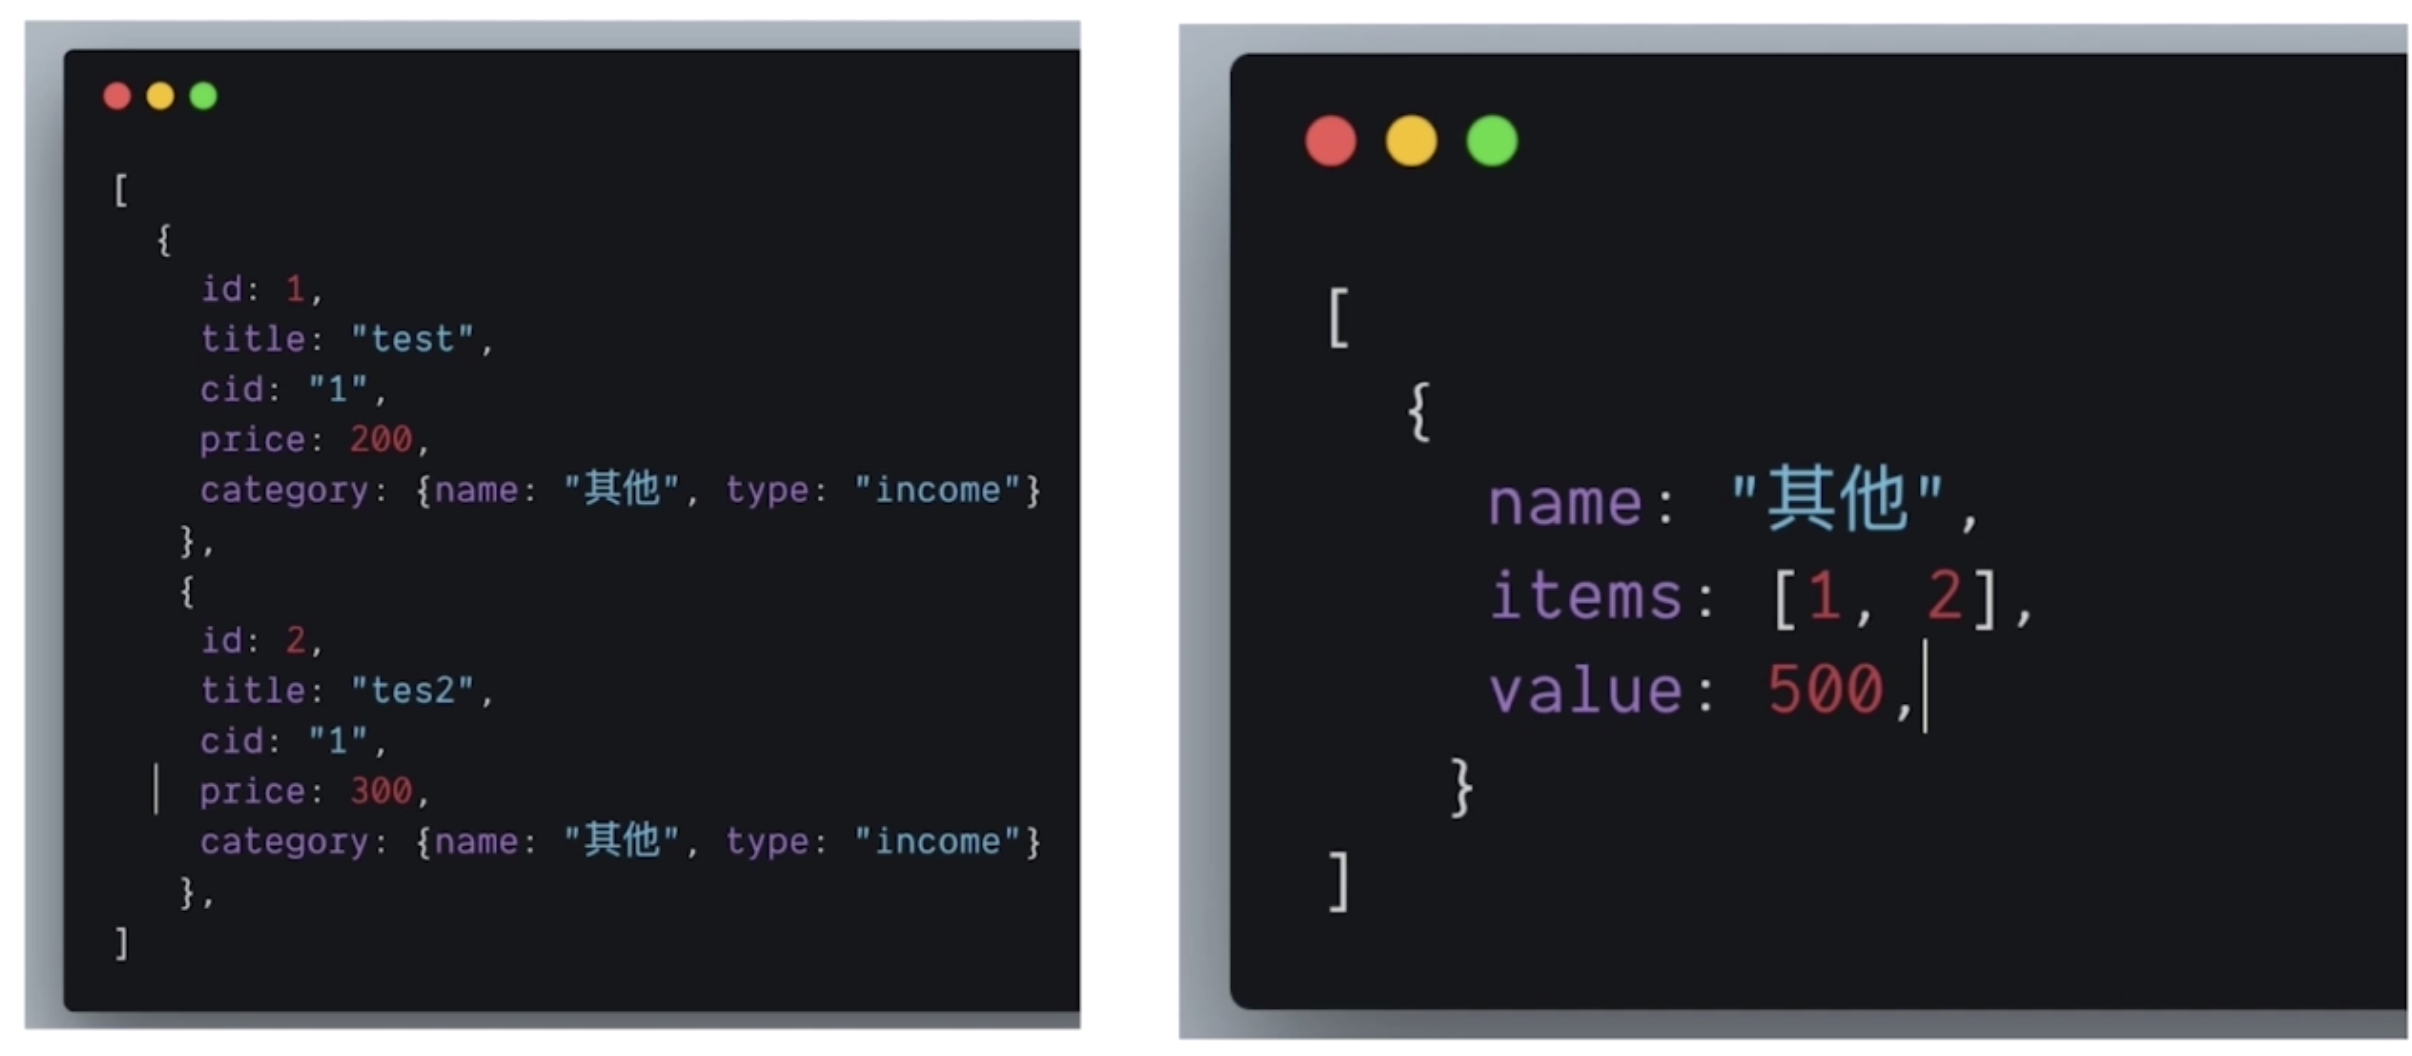 [
{
id: 1,
title: "test",
cid: "1",
price: 200,
category: {name: "其他", type: "income"}
},
{
id: 2,
title: "tes2",
cid: "1",
price: 300,
category: {name: "其他", type: "income"}
},
]
[
{
name: "其他",
items: [1, 2],
value: 500,
}
]